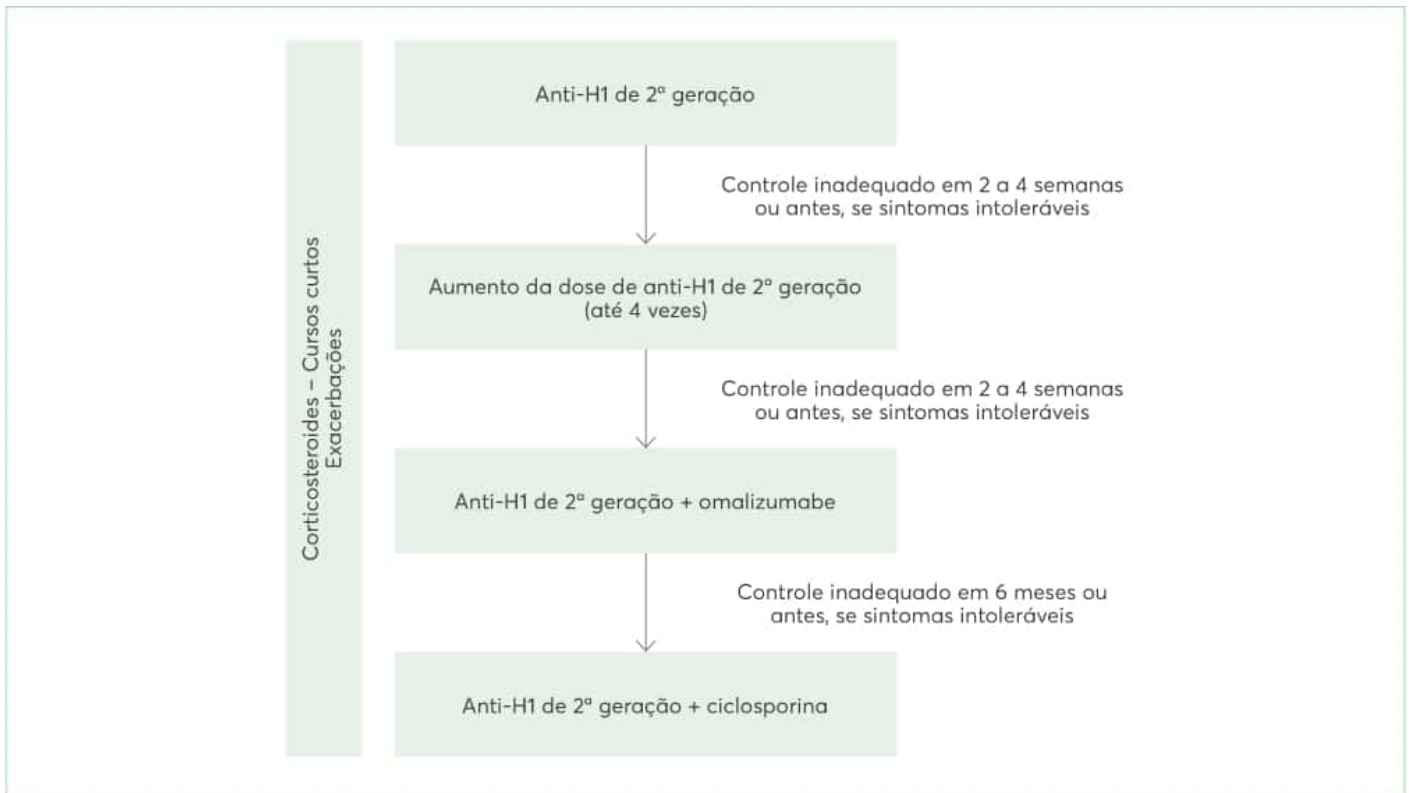 Corticosteroides – Cursos curtos
Exacerbações
Anti-H1 de 2ª geração
Controle inadequado em 2 a 4 semanas
ou antes, se sintomas intoleráveis
Aumento da dose de anti-H1 de 2ª geração
(até 4 vezes)
Controle inadequado em 2 a 4 semanas
ou antes, se sintomas intoleráveis
Anti-H1 de 2ª geração + omalizumabe
Controle inadequado em 6 meses ou
antes, se sintomas intoleráveis
Anti-H1 de 2ª geração + ciclosporina